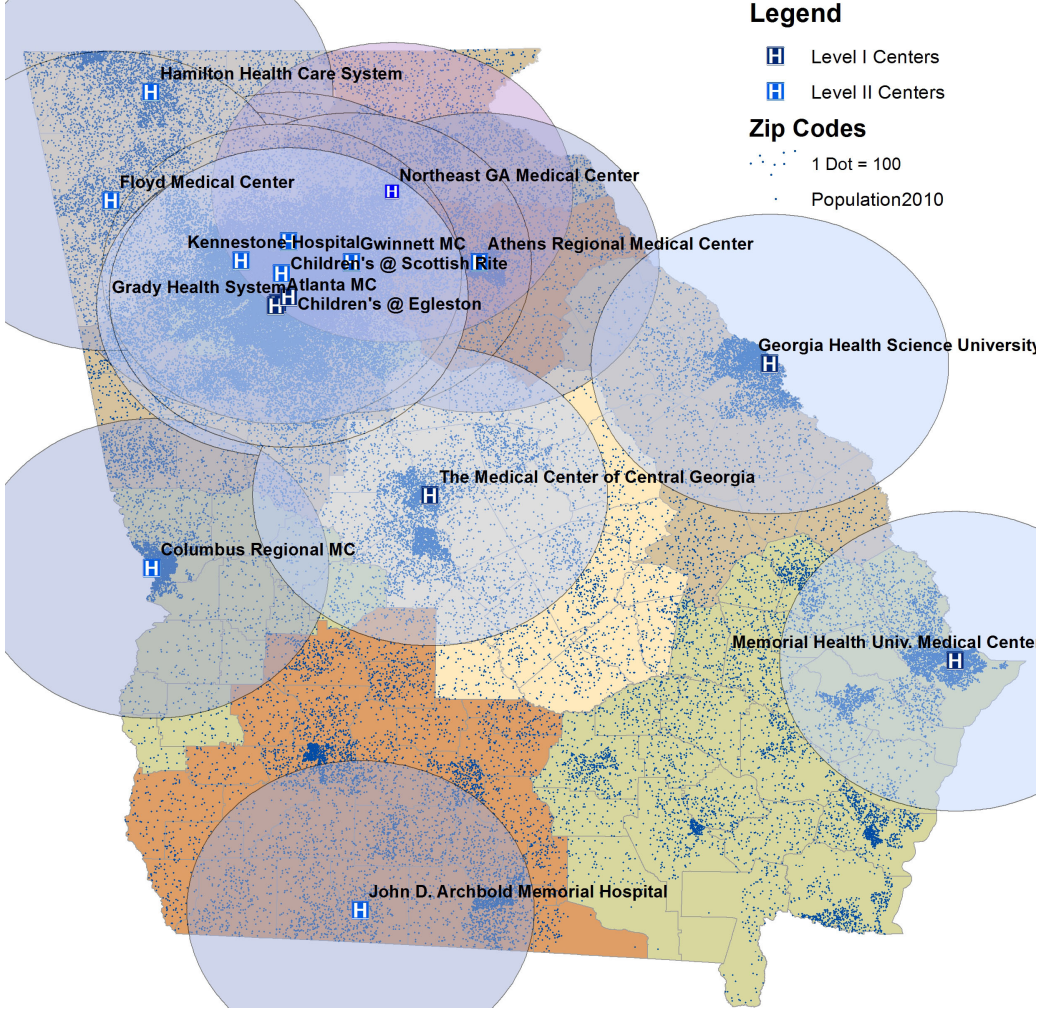 Legend
H Level I Centers
H Level II Centers
Zip Codes
1 Dot = 100
Population2010
Hamilton Health Care System
H
Northeast GA Medical Center
H
Floyd Medical Center
H
Kennestone Hospital
H
H
Gwinnett MC
H
Athens Regional Medical Center
H
Children's @ Scottish Rite
H
Grady Health System
H
Atlanta MC
H
Children's @ Egleston
Georgia Health Science University
H
The Medical Center of Central Georgia
H
Columbus Regional MC
H
Memorial Health Univ. Medical Cente
H
John D. Archbold Memorial Hospital
H